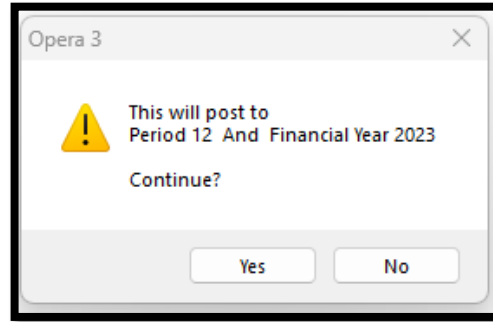 Opera 3
This will post to
Period 12 And Financial Year 2023
Continue?
Yes
No